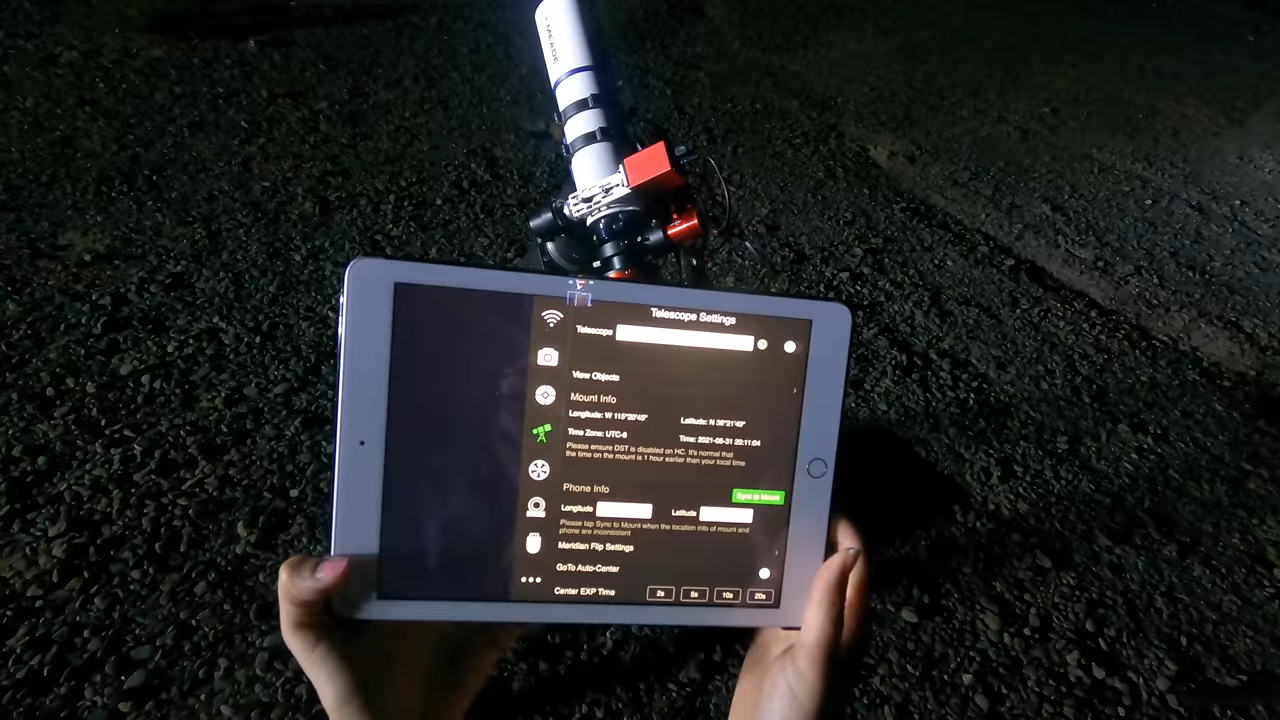 MEADE
Telescope Settings
Telescope
View Objects
Mount Info
Longitude: W 115°20'45" Latitude: N 36°21'49"
Time Zone: UTC-8 Time: 2021-05-31 20:11:04
Please ensure DST is disabled on HC. It's normal that
the time on the mount is 1 hour earlier than your local time
Phone Info
Sync to Mount
Longitude Latitude
Please tap Sync to Mount when the location info of mount and
phone are inconsistent
Meridian Flip Settings
GoTo Auto-Center
Center EXP Time 2s 5s 10s 20s